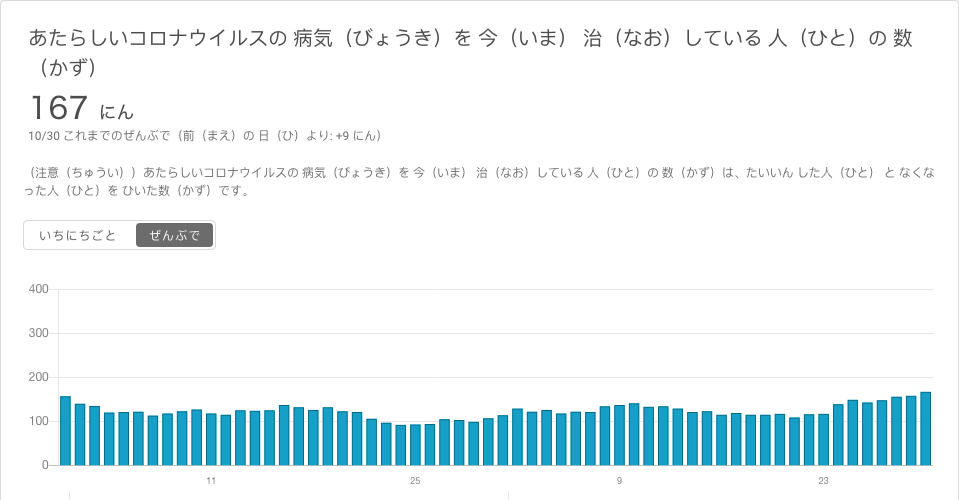 あたらしいコロナウイルスの 病気（びょうき）を 今（いま） 治（なお）している 人（ひと）の 数
（かず）
167 にん
10/30 これまでのぜんぶで（前（まえ）の 日（ひ）より: +9 にん）
（注意（ちゅうい））あたらしいコロナウイルスの 病気（びょうき）を 今（いま） 治（なお）している 人（ひと）の 数（かず）は、たいいん した人（ひと） と なくな
った人（ひと）を ひいた数（かず）です。
いちにちごと ぜんぶで
400
300
200
100
0
11 25 9 23